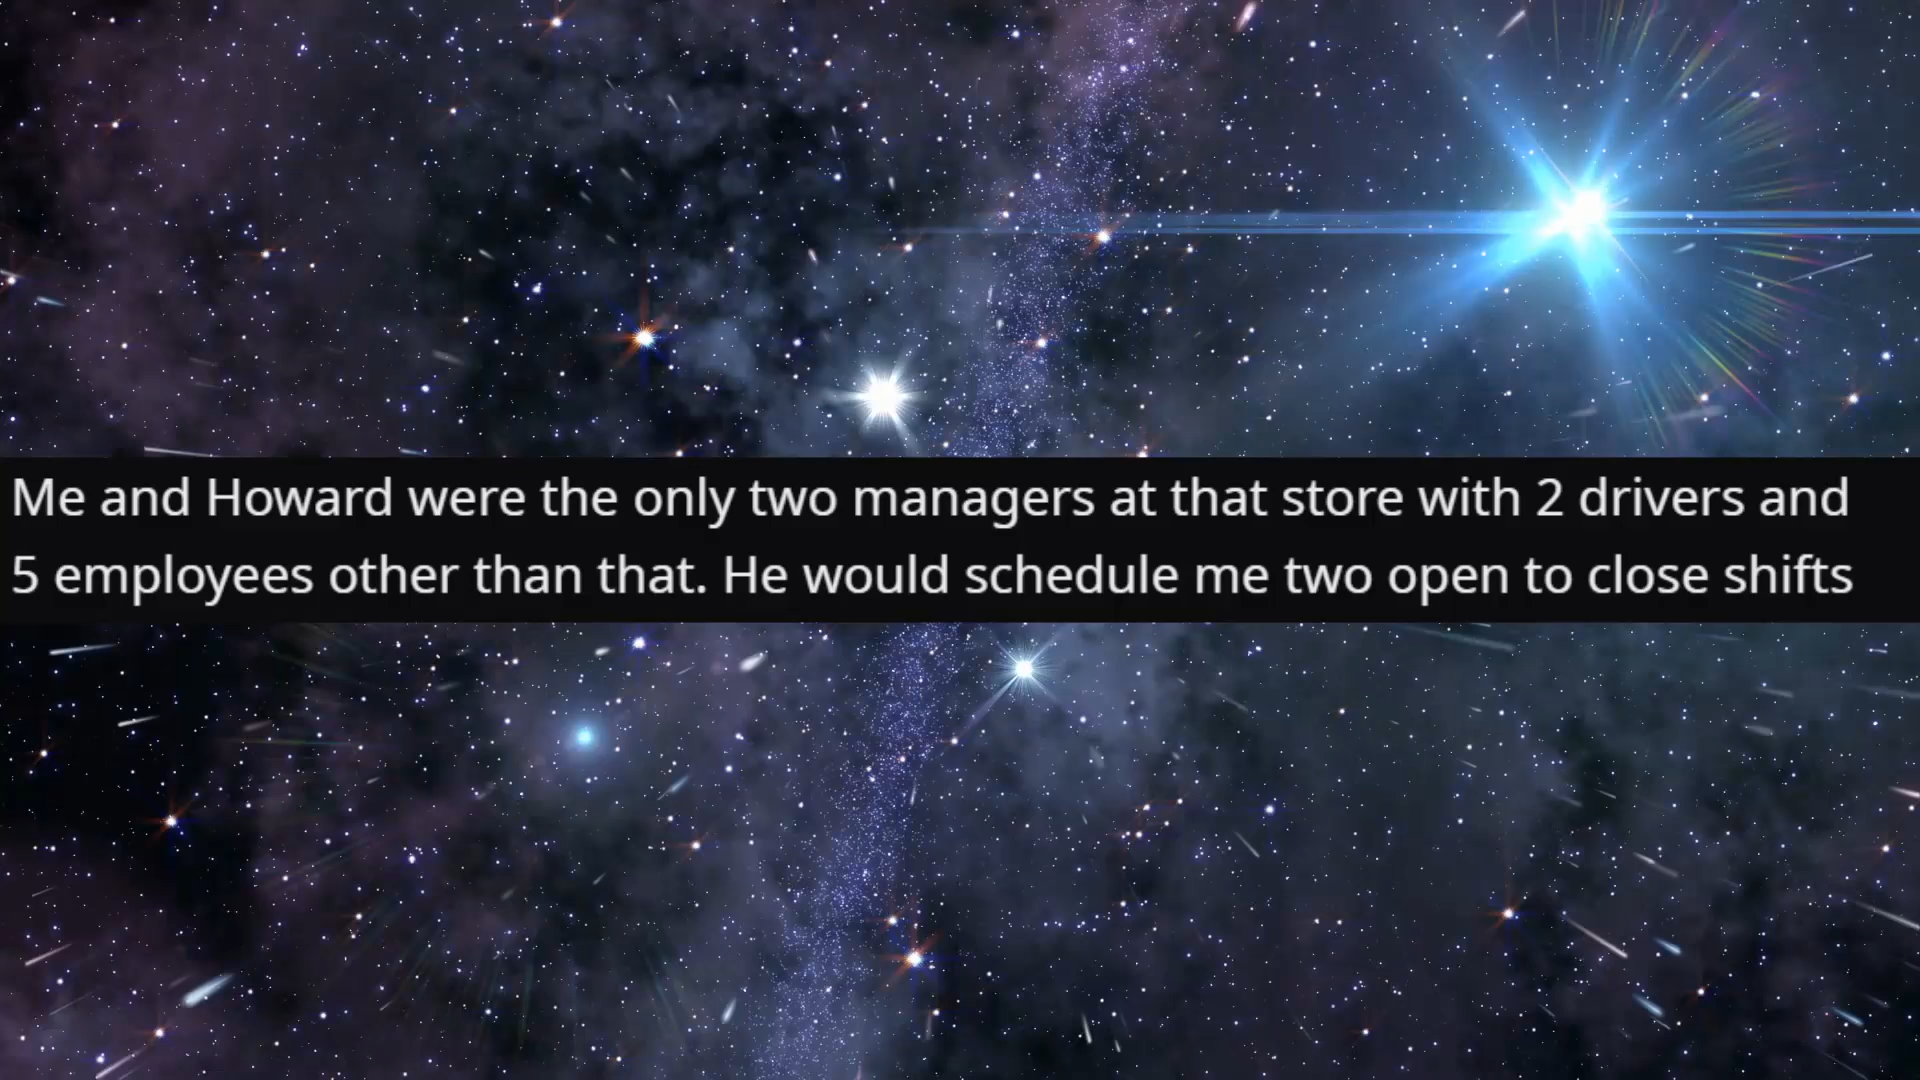 Me and Howard were the only two managers at that store with 2 drivers and
5 employees other than that. He would schedule me two open to close shifts